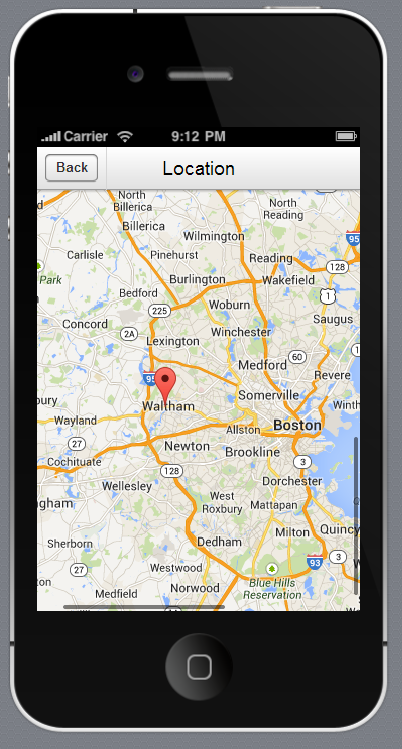 Carrier 9:12 PM
Back Location
North
Billerica
North
Reading
Billerica
Wilmington
95
Carlisle
Pinehurst
Reading
128
Park
Burlington
Wakefield
Bedford
Woburn
1
225
Saugus
Concord
2A
Winchester
Lexington
60
Medford
1
Revere
95
Somerville
bury
Waltham
Winth
Wayland
27
Allston
Boston
Newton
Brookline
Cochituate
128
3
Wellesley
Dorchester
ngham
West
Roxbury
Mattapan
Milton
Quincy
Sherborn
Dedham
3
93
27
Westwood
W
Norwood
Blue Hills
Reservation
Medfield